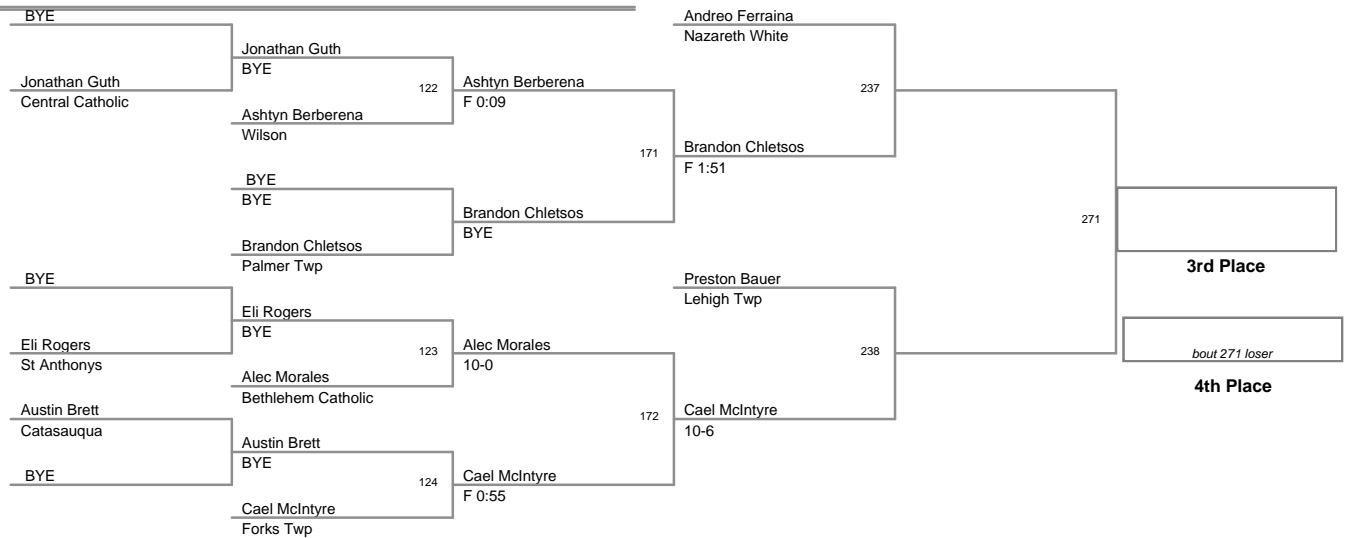 BYE
Andreo Ferraina
Nazareth White
Jonathan Guth
BYE
Jonathan Guth
Central Catholic
122
Ashtyn Berberena
F 0:09
237
Ashtyn Berberena
Wilson
171
Brandon Chletsos
F 1:51
BYE
BYE
Brandon Chletsos
BYE
271
Brandon Chletsos
Palmer Twp
3rd Place
BYE
Preston Bauer
Lehigh Twp
Eli Rogers
BYE
Eli Rogers
St Anthonys
123
Alec Morales
10-0
238
bout 271 loser
Alec Morales
Bethlehem Catholic
4th Place
Austin Brett
Catasauqua
172
Cael McIntyre
10-6
Austin Brett
BYE
BYE
124
Cael McIntyre
F 0:55
Cael McIntyre
Forks Twp